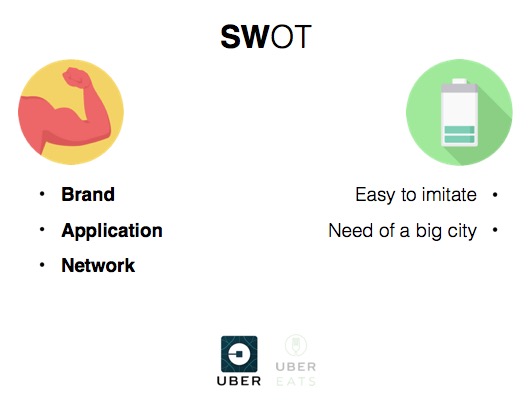 SWOT
• Brand
• Application
• Network
Easy to imitate •
Need of a big city •
UBER
UBER
EATS